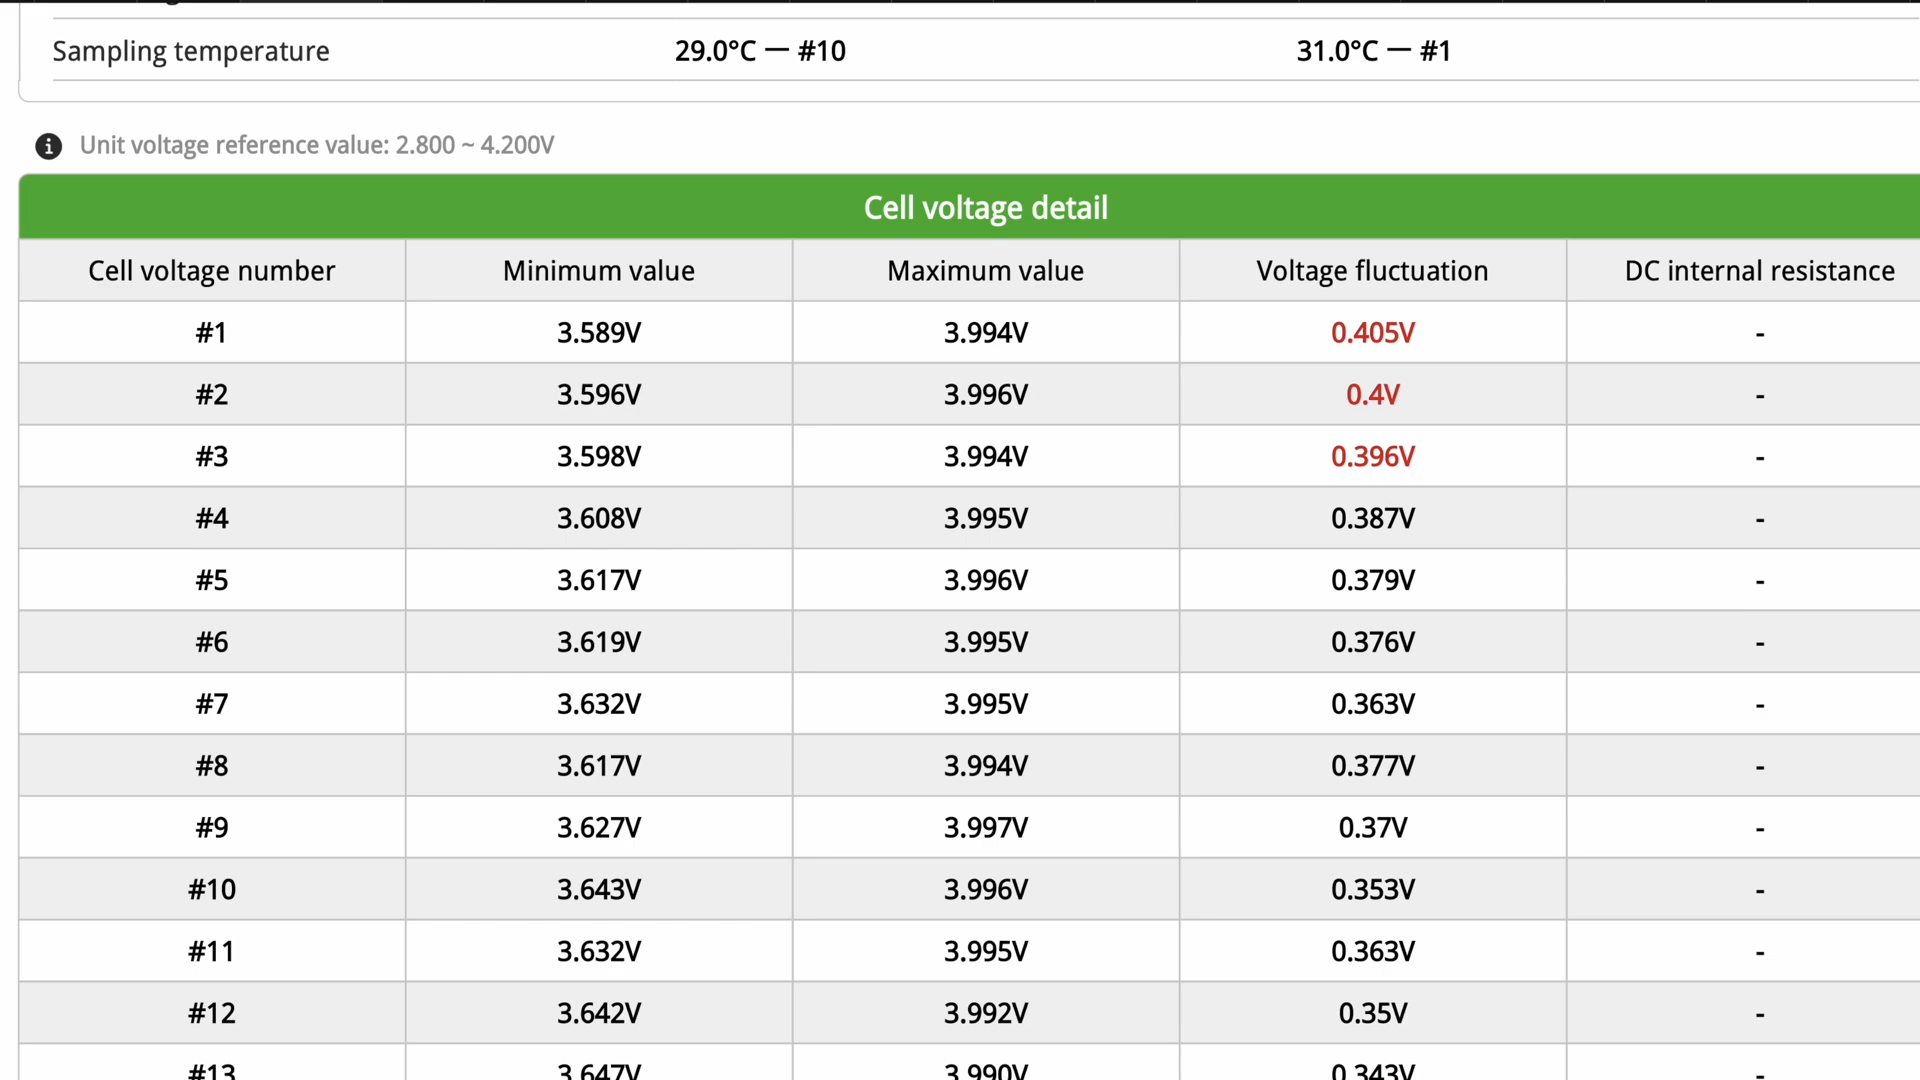 Sampling temperature 29.0°C — #10 31.0°C — #1
Unit voltage reference value: 2.800 ~ 4.200V
Cell voltage detail
Cell voltage number Minimum value Maximum value Voltage fluctuation DC internal resistance
#1 3.589V 3.994V 0.405V -
#2 3.596V 3.996V 0.4V -
#3 3.598V 3.994V 0.396V -
#4 3.608V 3.995V 0.387V -
#5 3.617V 3.996V 0.379V -
#6 3.619V 3.995V 0.376V -
#7 3.632V 3.995V 0.363V -
#8 3.617V 3.994V 0.377V -
#9 3.627V 3.997V 0.37V -
#10 3.643V 3.996V 0.353V -
#11 3.632V 3.995V 0.363V -
#12 3.642V 3.992V 0.35V -
#13 3.647V 3.990V 0.343V -